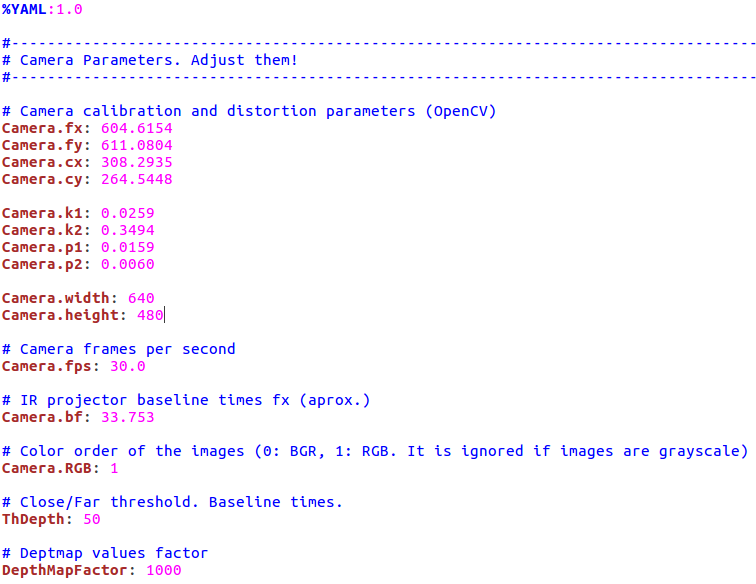 %YAML:1.0
#-----------------------------------------------------------------------------------
# Camera Parameters. Adjust them!
#-----------------------------------------------------------------------------------
# Camera calibration and distortion parameters (OpenCV)
Camera.fx: 604.6154
Camera.fy: 611.0804
Camera.cx: 308.2935
Camera.cy: 264.5448
Camera.k1: 0.0259
Camera.k2: 0.3494
Camera.p1: 0.0159
Camera.p2: 0.0060
Camera.width: 640
Camera.height: 480
# Camera frames per second
Camera.fps: 30.0
# IR projector baseline times fx (aprox.)
Camera.bf: 33.753
# Color order of the images (0: BGR, 1: RGB. It is ignored if images are grayscale)
Camera.RGB: 1
# Close/Far threshold. Baseline times.
ThDepth: 50
# Deptmap values factor
DepthMapFactor: 1000